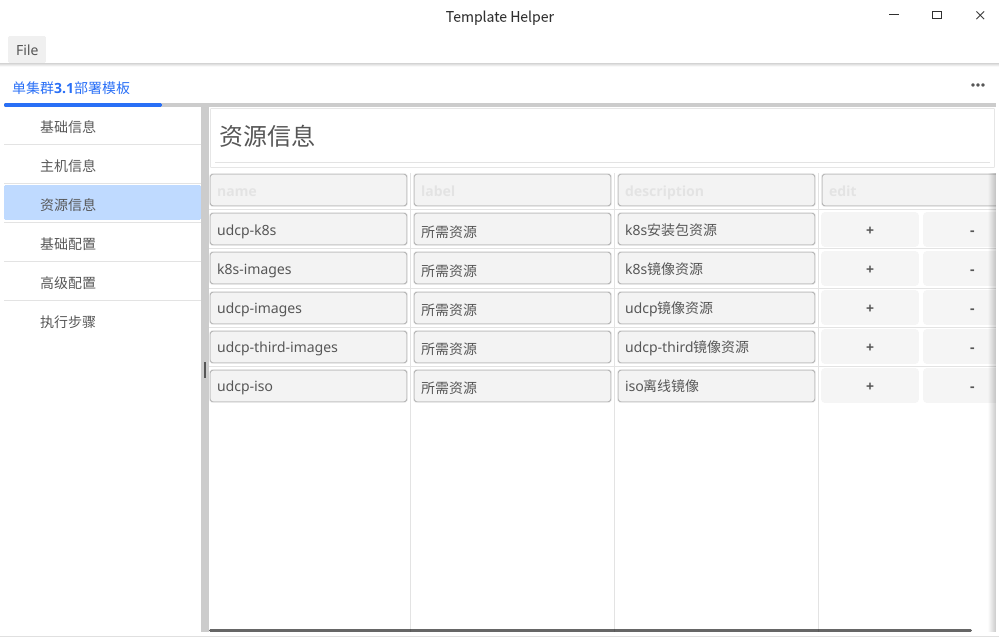 Template Helper
File
单集群3.1部署模板
基础信息
主机信息
资源信息
基础配置
高级配置
执行步骤
资源信息
name label description edit
udcp-k8s 所需资源 k8s安装包资源 + -
k8s-images 所需资源 k8s镜像资源 + -
udcp-images 所需资源 udcp镜像资源 + -
udcp-third-images 所需资源 udcp-third镜像资源 + -
udcp-iso 所需资源 iso离线镜像 + -